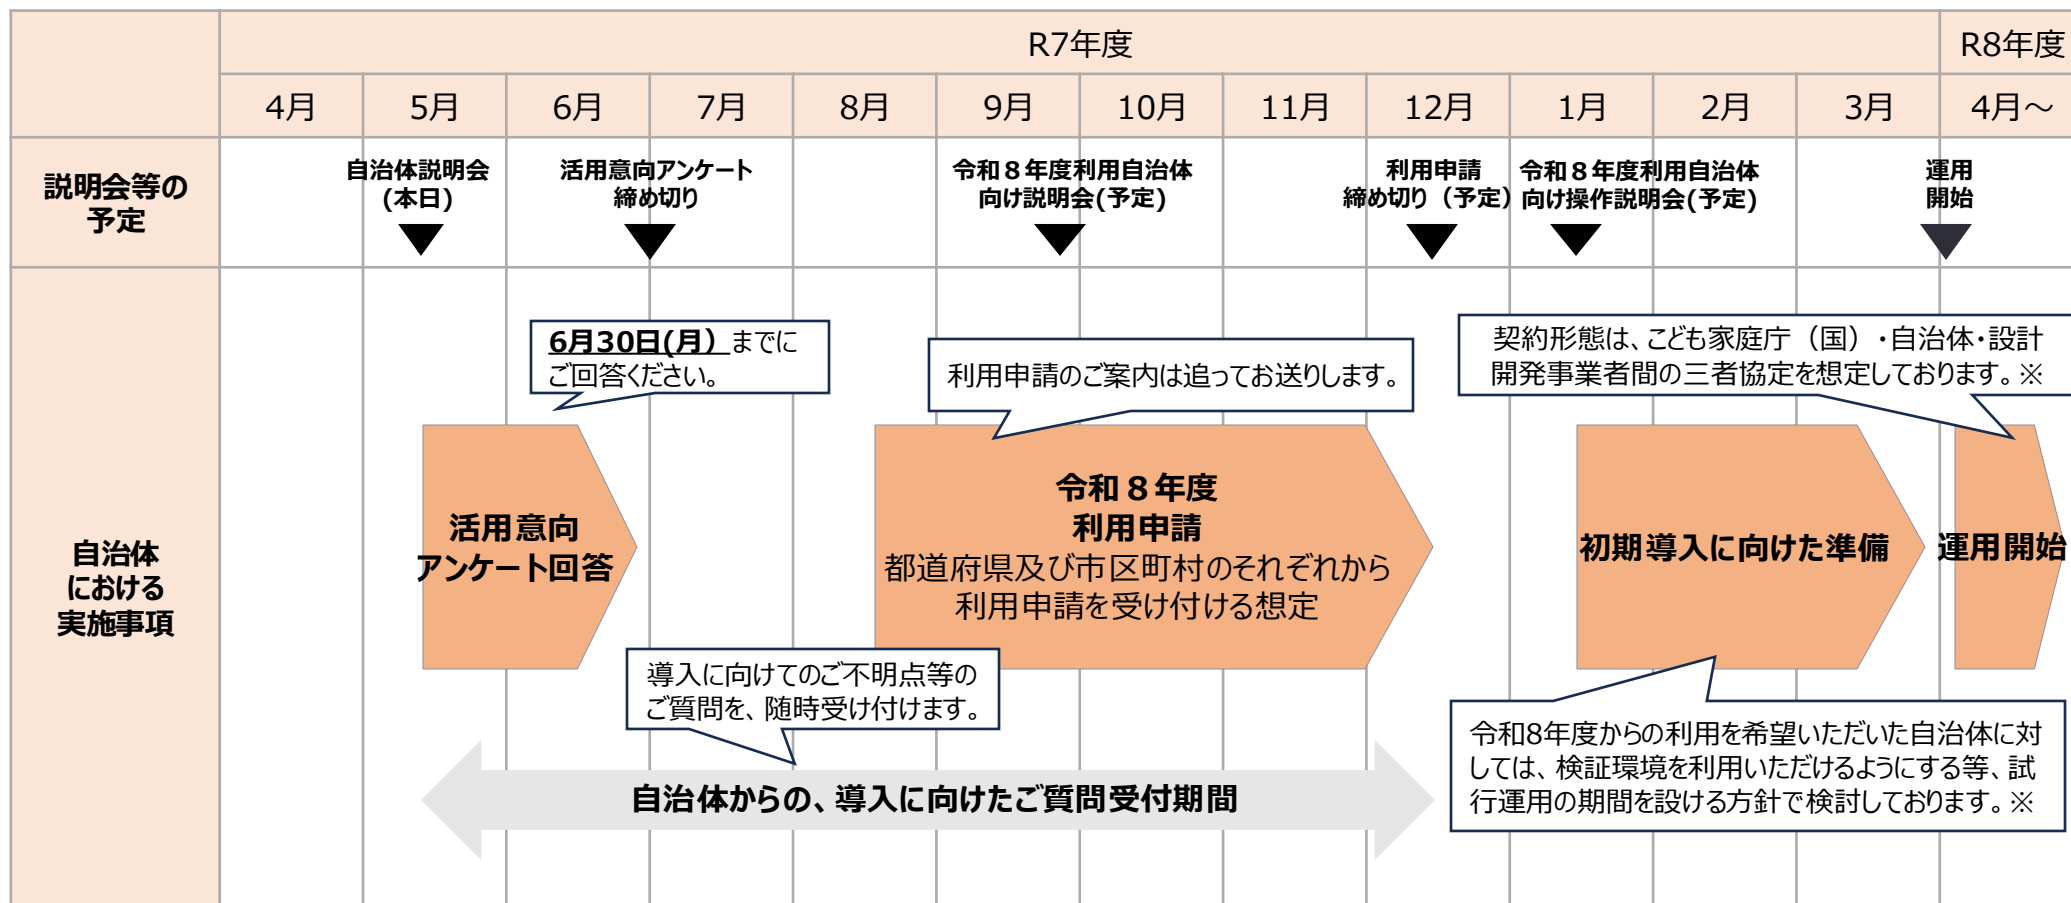 R7年度
R8年度
4月
5月
6月
7月
8月
9月
10月
11月
12月
1月
2月
3月
4月～
説明会等の
予定
自治体説明会
(本日)
活用意向アンケート
締め切り
令和８年度利用自治体
向け説明会(予定)
利用申請
締め切り（予定）
令和８年度利用自治体
向け操作説明会(予定)
運用
開始
自治体
における
実施事項
6月30日(月）までに
ご回答ください。
利用申請のご案内は追ってお送りします。
契約形態は、こども家庭庁（国）・自治体・設計
開発事業者間の三者協定を想定しております。※
活用意向
アンケート回答
令和８年度
利用申請
都道府県及び市区町村のそれぞれから
利用申請を受け付ける想定
初期導入に向けた準備
運用開始
導入に向けてのご不明点等の
ご質問を、随時受け付けます。
令和8年度からの利用を希望いただいた自治体に対
しては、検証環境を利用いただけるようにする等、試
行運用の期間を設ける方針で検討しております。※
自治体からの、導入に向けたご質問受付期間